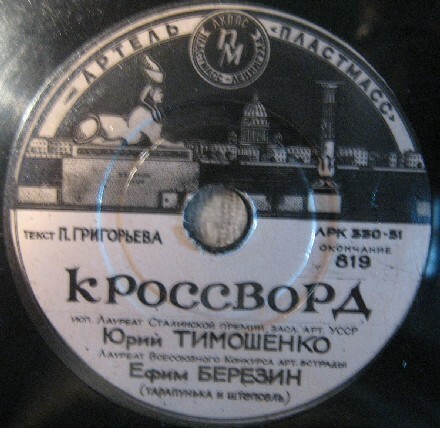 АРТЕЛЬ «ПЛАСТМАСС»
ПМ
ТЕКСТ П. ГРИГОРЬЕВА
АРК 330-51
ОКОНЧАНИЕ
819
КРОССВОРД
ИСП. ЛАУРЕАТ СТАЛИНСКОЙ ПРЕМИИ, ЗАСЛ. АРТ. УССР
ЮРИЙ ТИМОШЕНКО
ЛАУРЕАТ ВСЕСОЮЗНОГО КОНКУРСА АРТ. ЭСТРАДЫ
ЕФИМ БЕРЕЗИН
(ТАРАПУНЬКА И ШТЕПСЕЛЬ)